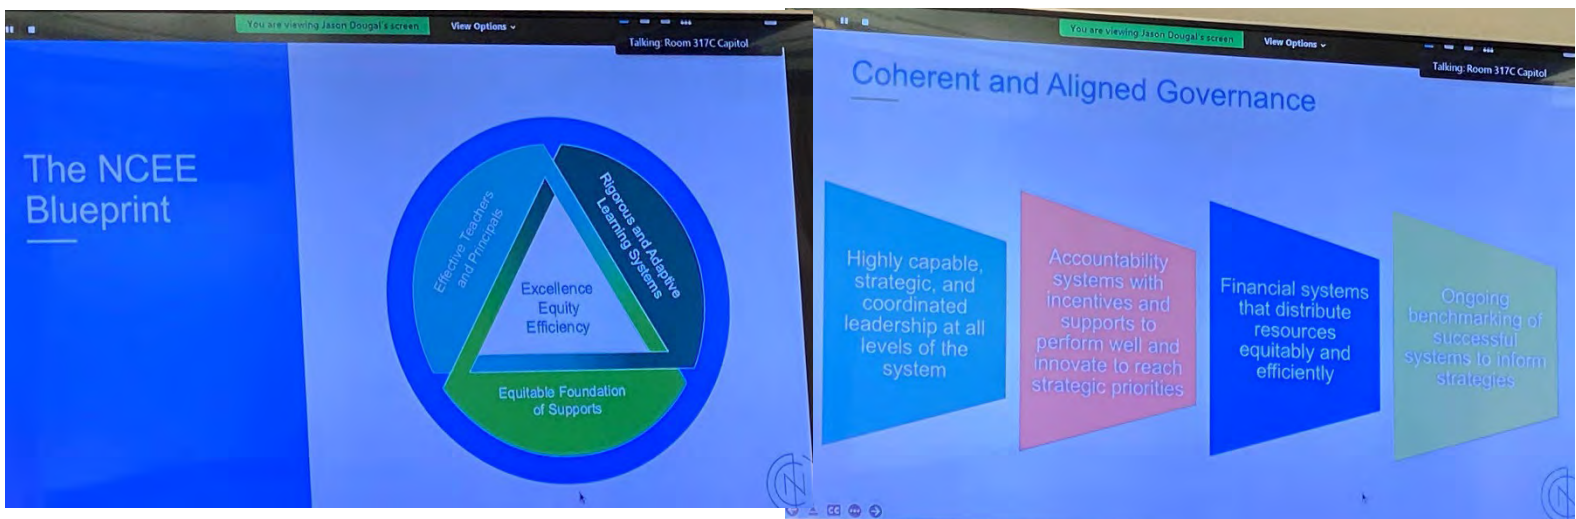 You are viewing Jason Dougal's screen
View Options
Talking: Room 317C Capitol
The NCEE
Blueprint
Effective Teachers
and Principals
Rigorous and Adaptive
Learning Systems
Excellence
Equity
Efficiency
Equitable Foundation
of Supports
You are viewing Jason Dougal's screen
View Options
Talking: Room 317C Capitol
Coherent and Aligned Governance
Highly capable,
strategic, and
coordinated
leadership at all
levels of the
system
Accountability
systems with
incentives and
supports to
perform well and
innovate to reach
strategic priorities
Financial systems
that distribute
resources
equitably and
efficiently
Ongoing
benchmarking of
successful
systems to inform
strategies
CC